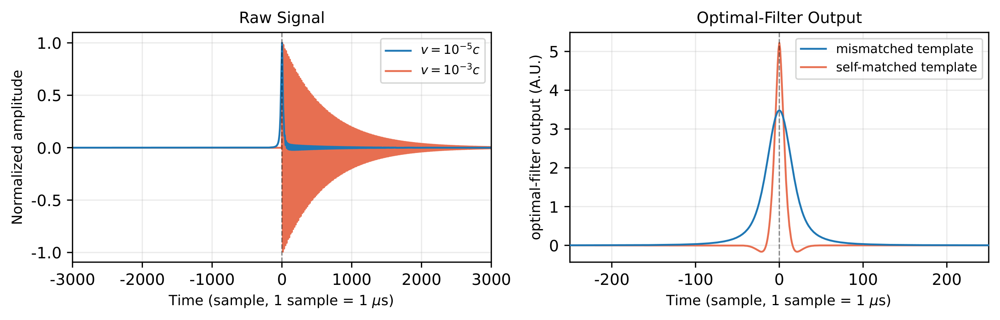 Raw Signal
Normalized amplitude
1.0
0.5
0.0
-0.5
-1.0
-3000 -2000 -1000 0 1000 2000 3000
Time (sample, 1 sample = 1 μs)
v = 10⁻⁵c
v = 10⁻³c
Optimal-Filter Output
optimal-filter output (A.U.)
5
4
3
2
1
0
-200 -100 0 100 200
Time (sample, 1 sample = 1 μs)
mismatched template
self-matched template